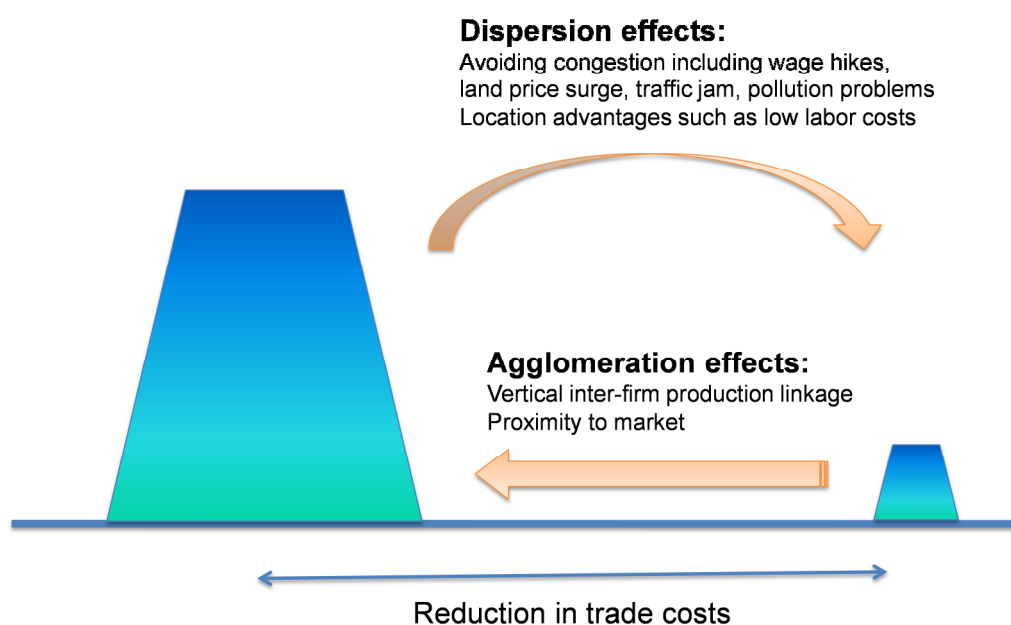 Dispersion effects:
Avoiding congestion including wage hikes,
land price surge, traffic jam, pollution problems
Location advantages such as low labor costs
Agglomeration effects:
Vertical inter-firm production linkage
Proximity to market
Reduction in trade costs